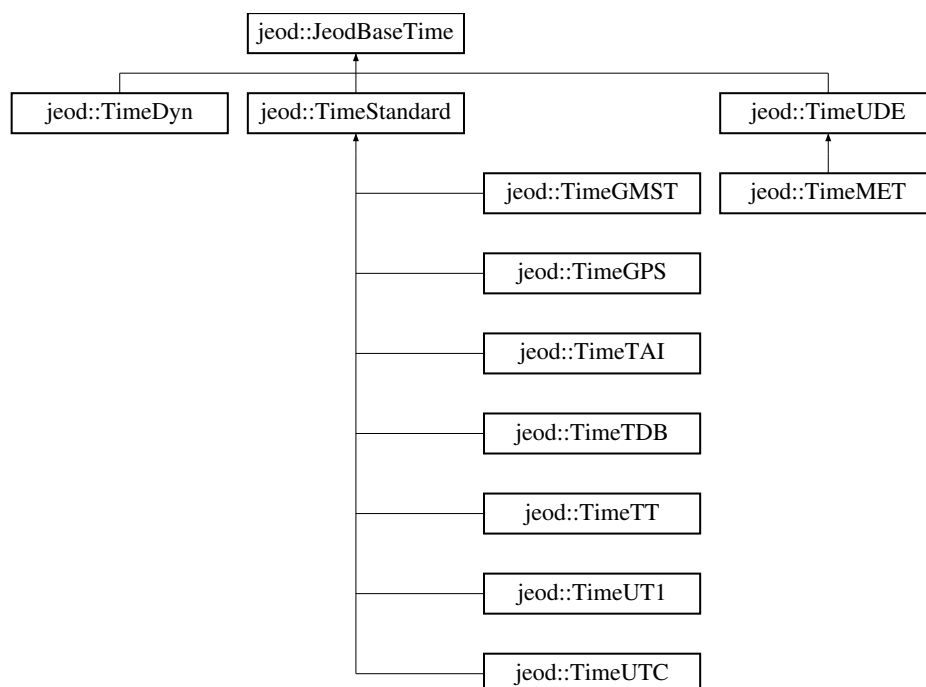 jeod::JeodBaseTime
jeod::TimeDyn
jeod::TimeStandard
jeod::TimeUDE
jeod::TimeGMST
jeod::TimeMET
jeod::TimeGPS
jeod::TimeTAI
jeod::TimeTDB
jeod::TimeTT
jeod::TimeUT1
jeod::TimeUTC